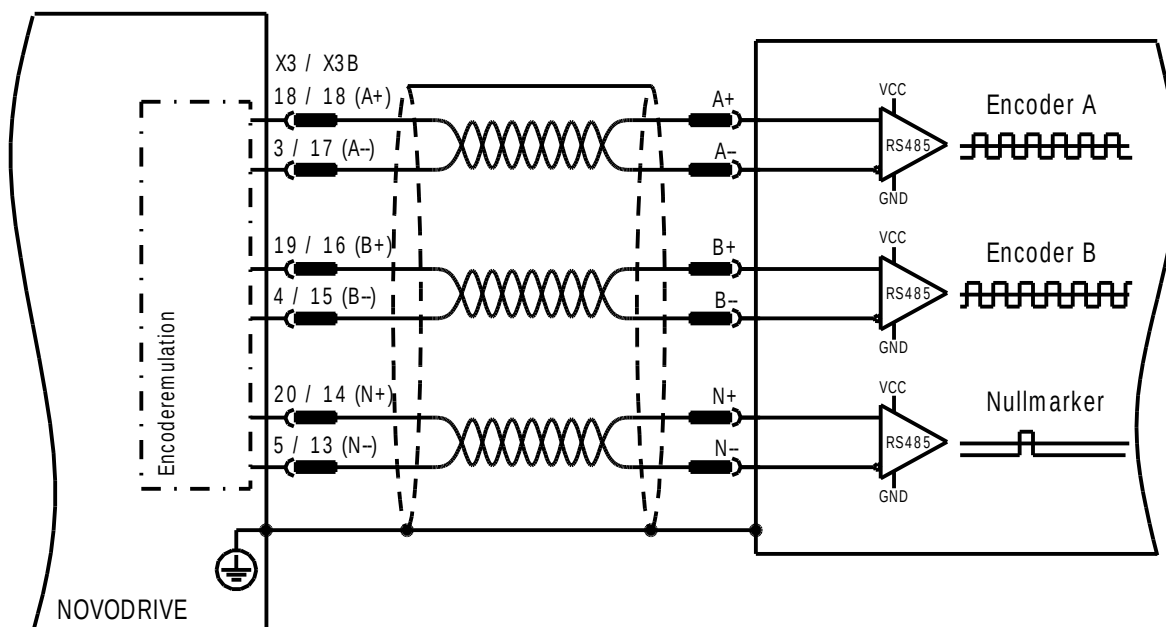 X3 / X3B
18 / 18 (A+)
3 / 17 (A–)
19 / 16 (B+)
4 / 15 (B–)
20 / 14 (N+)
5 / 13 (N–)
Encoderemulation
NOVODRIVE
A+
A–
B+
B–
N+
N–
VCC
RS485
GND
Encoder A
VCC
RS485
GND
Encoder B
VCC
RS485
GND
Nullmarker